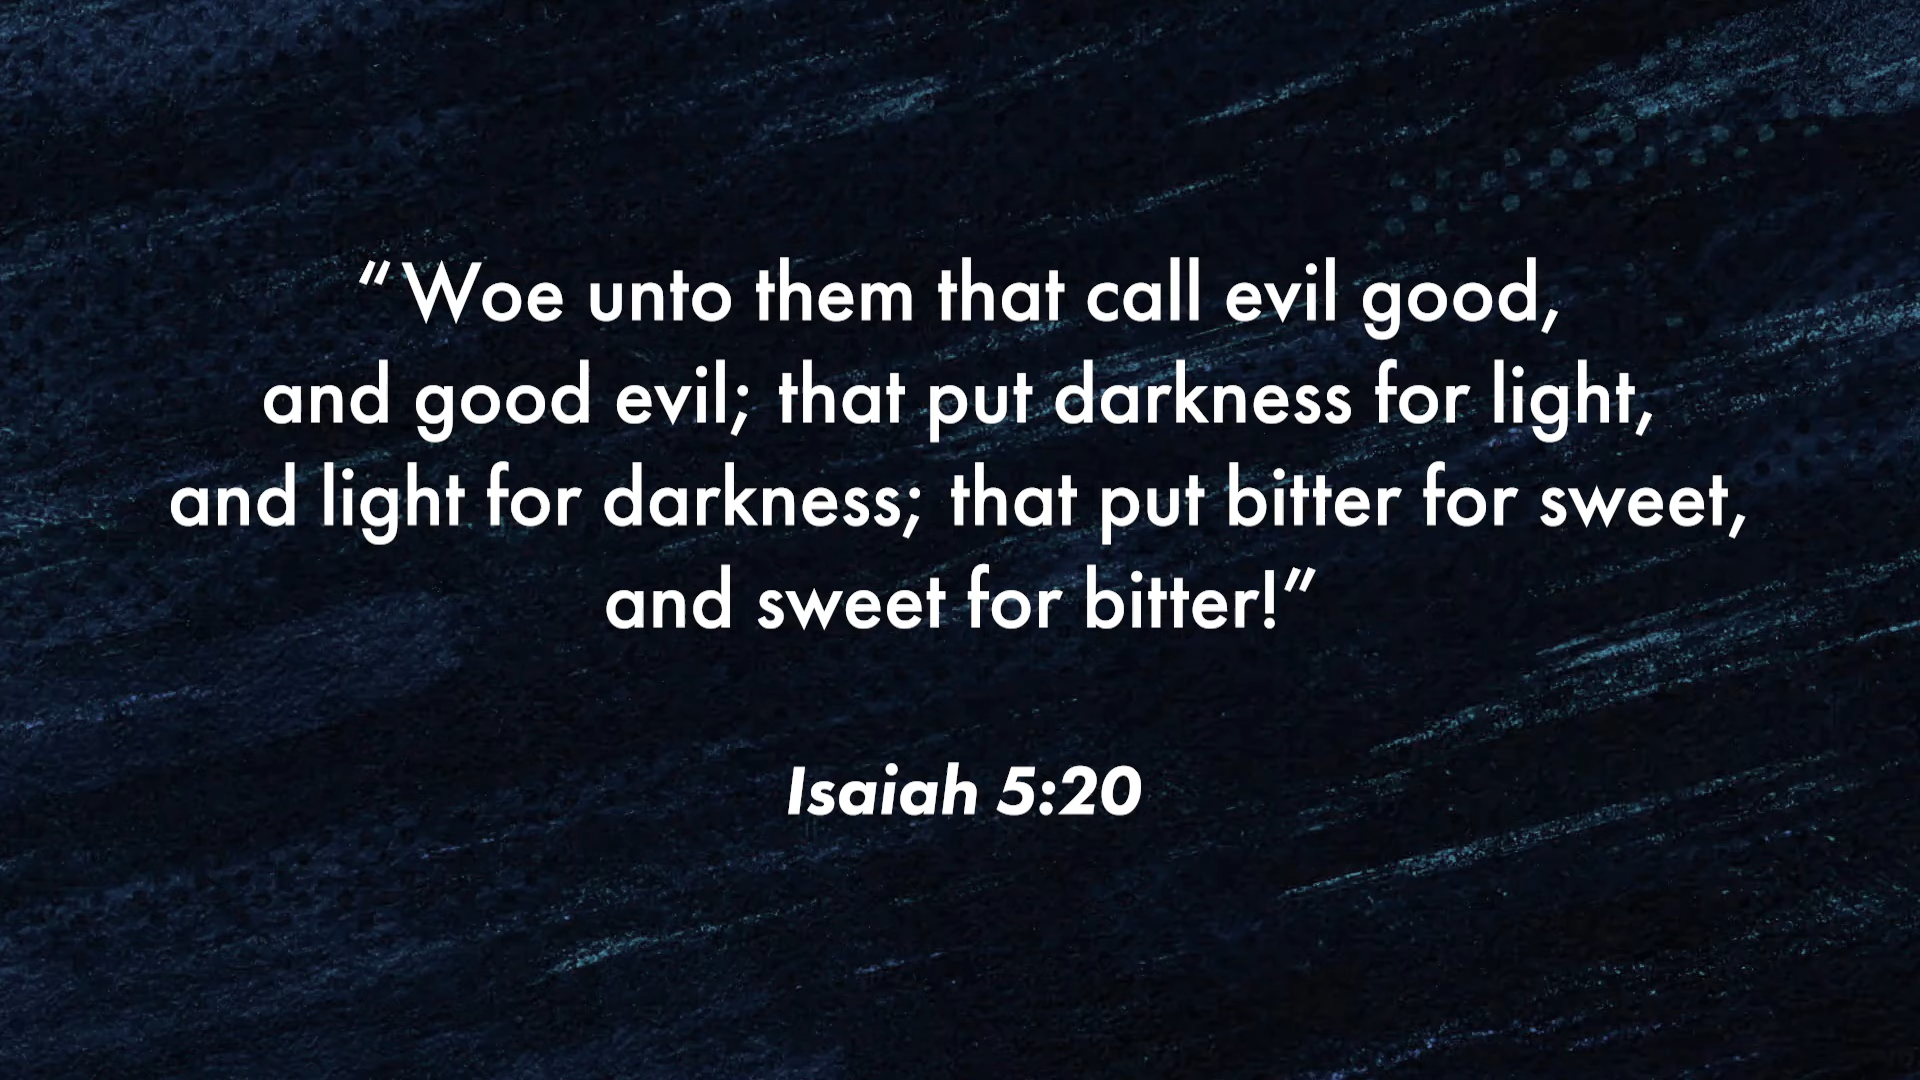 “Woe unto them that call evil good,
and good evil; that put darkness for light,
and light for darkness; that put bitter for sweet,
and sweet for bitter!”
Isaiah 5:20